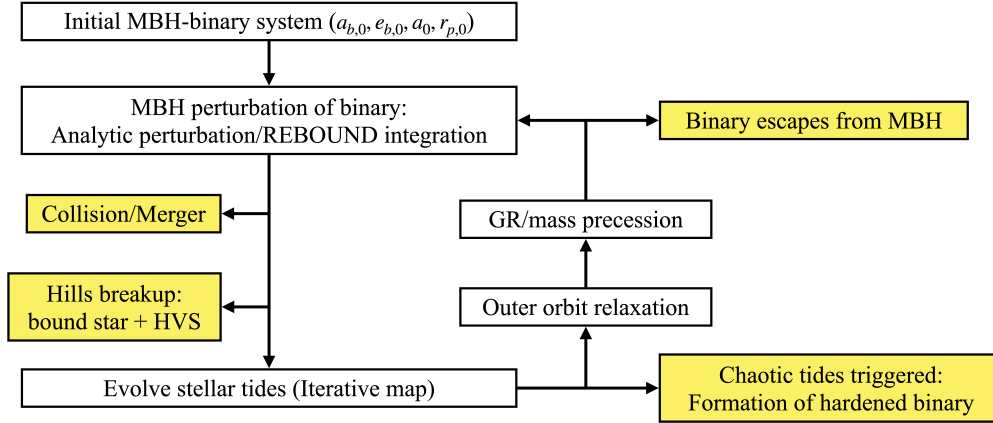 Initial MBH-binary system (a_{b,0}, e_{b,0}, a_0, r_{p,0})
MBH perturbation of binary:
Analytic perturbation/REBOUND integration
Binary escapes from MBH
Collision/Merger
GR/mass precession
Hills breakup:
bound star + HVS
Outer orbit relaxation
Evolve stellar tides (Iterative map)
Chaotic tides triggered:
Formation of hardened binary